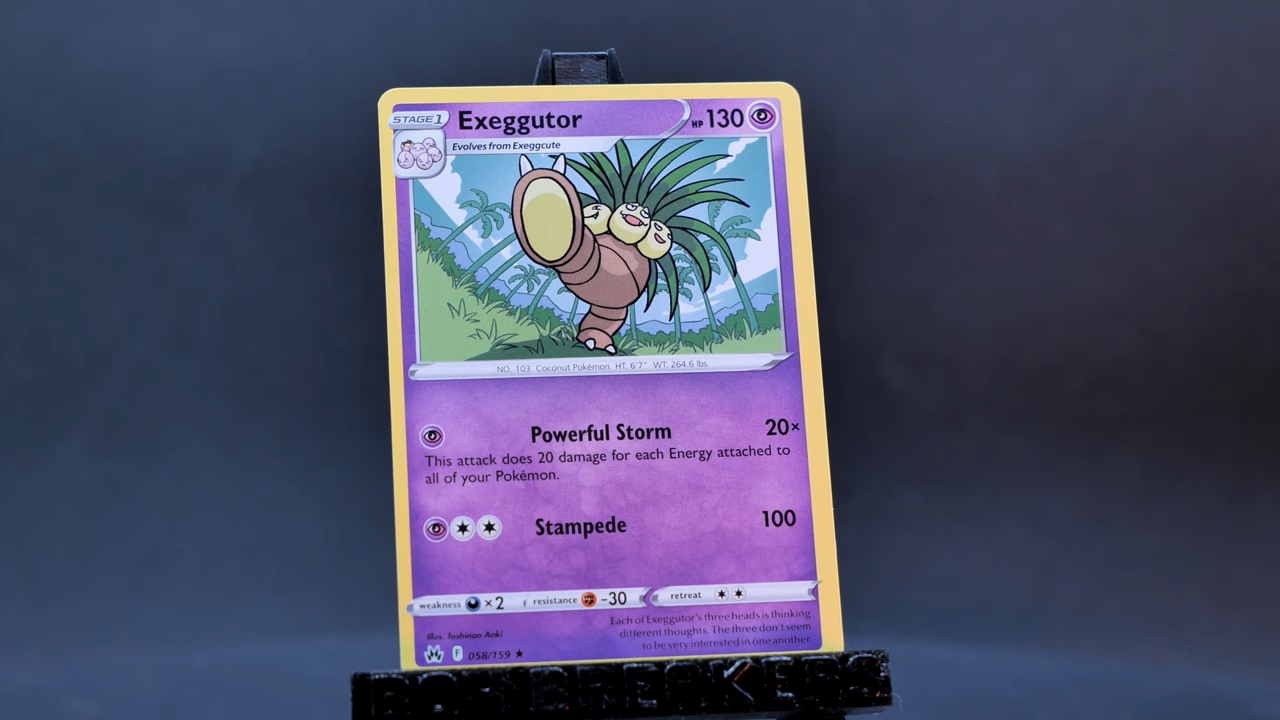 STAGE 1 Exeggutor HP 130
Evolves from Exeggcute
NO. 103 Coconut Pokémon HT: 6'7" WT: 264.6 lbs.
Powerful Storm 20×
This attack does 20 damage for each Energy attached to
all of your Pokémon.
Stampede 100
weakness ×2 resistance -30 retreat
Each of Exeggutor's three heads is thinking
different thoughts. The three don't seem
to be very interested in one another.
Illus. Toshinao Aoki
F 058/159 ★
BREAKERS